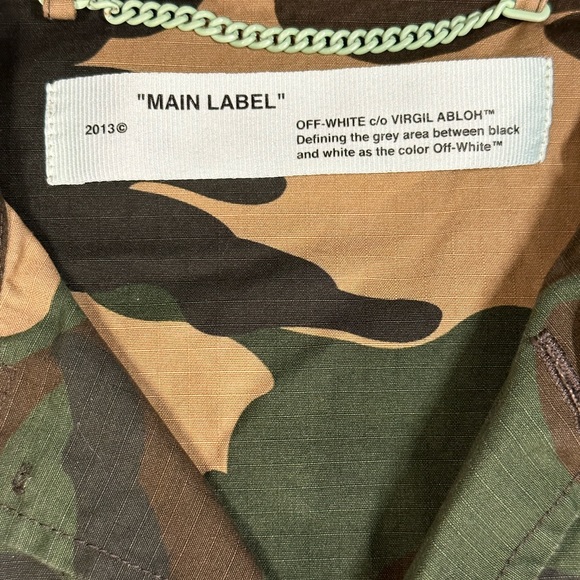 "MAIN LABEL"
2013©
OFF-WHITE c/o VIRGIL ABLOH™
Defining the grey area between black
and white as the color Off-White™